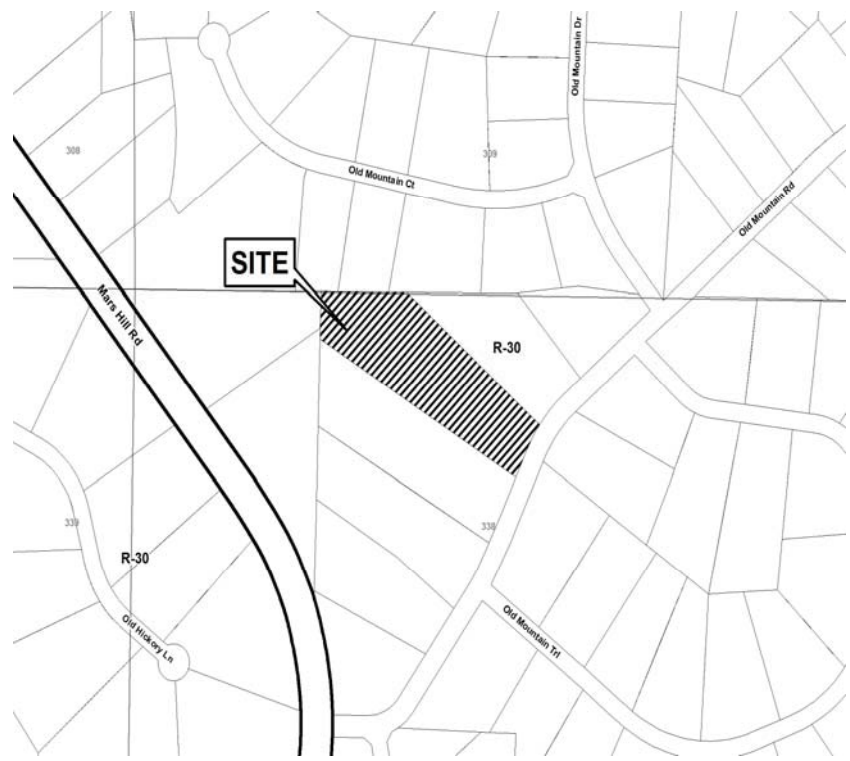 Old Mountain Dr
308
309
Old Mountain Ct
Old Mountain Rd
SITE
Mars Hill Rd
R-30
339
338
R-30
Old Hickory Ln
Old Mountain Trl